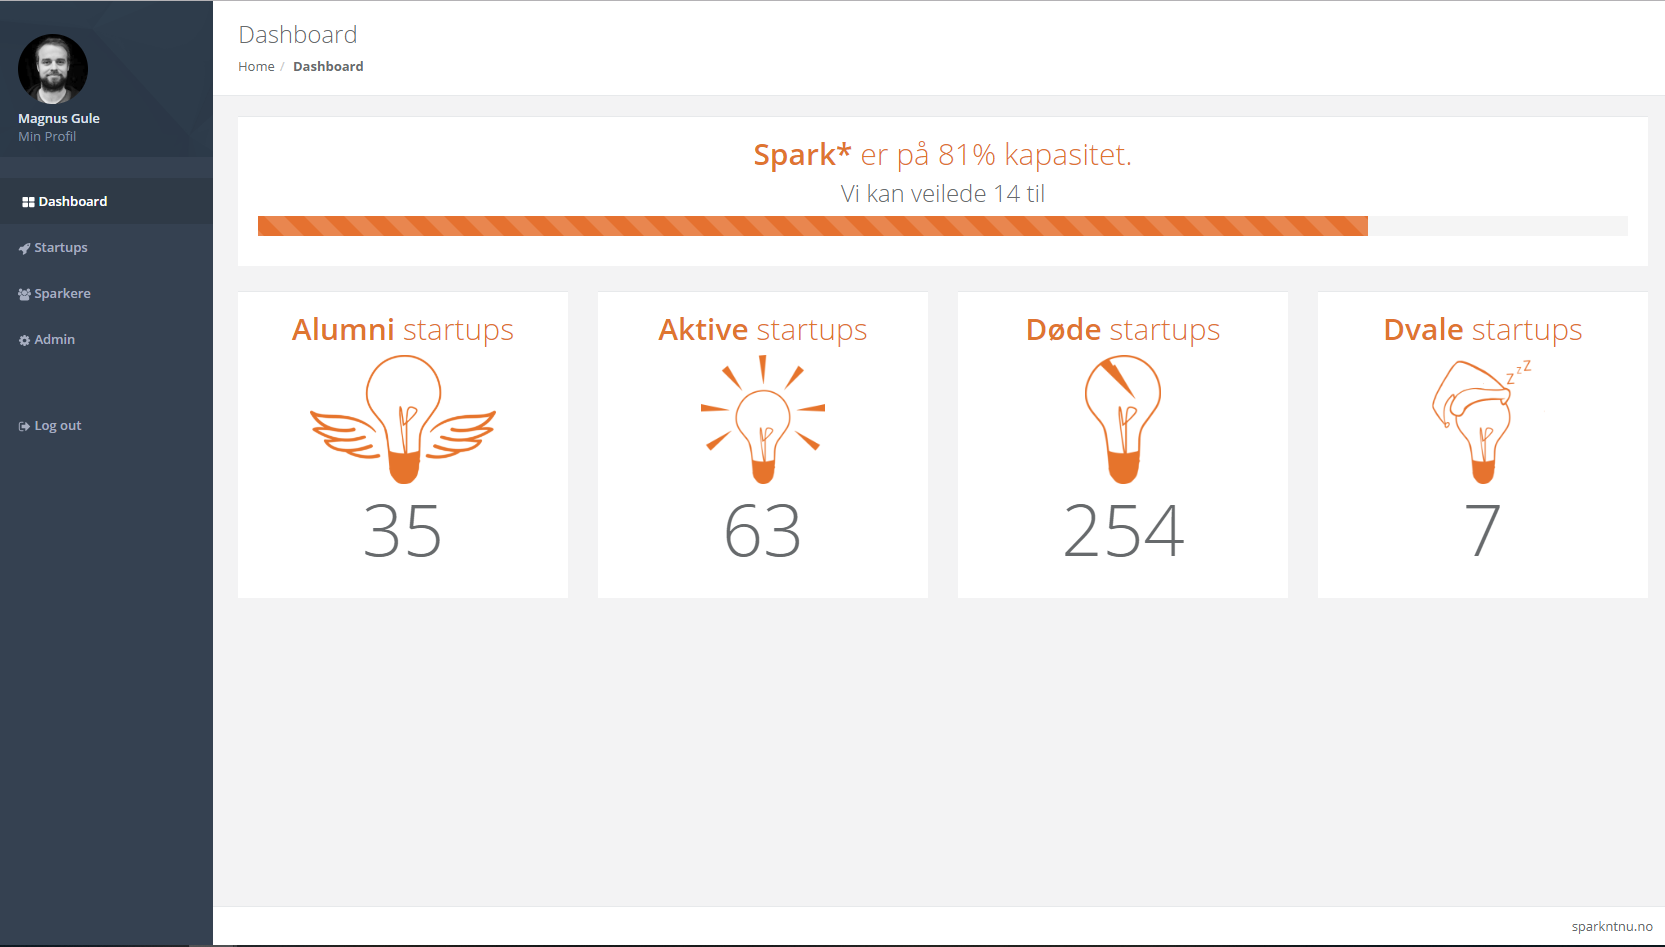 Magnus Gule
Min Profil
Dashboard
Startups
Sparkere
Admin
Log out
Dashboard
Home / Dashboard
Spark* er på 81% kapasitet.
Vi kan veilede 14 til
Alumni startups
35
Aktive startups
63
Døde startups
254
Dvale startups
z z Z
7
sparkntnu.no